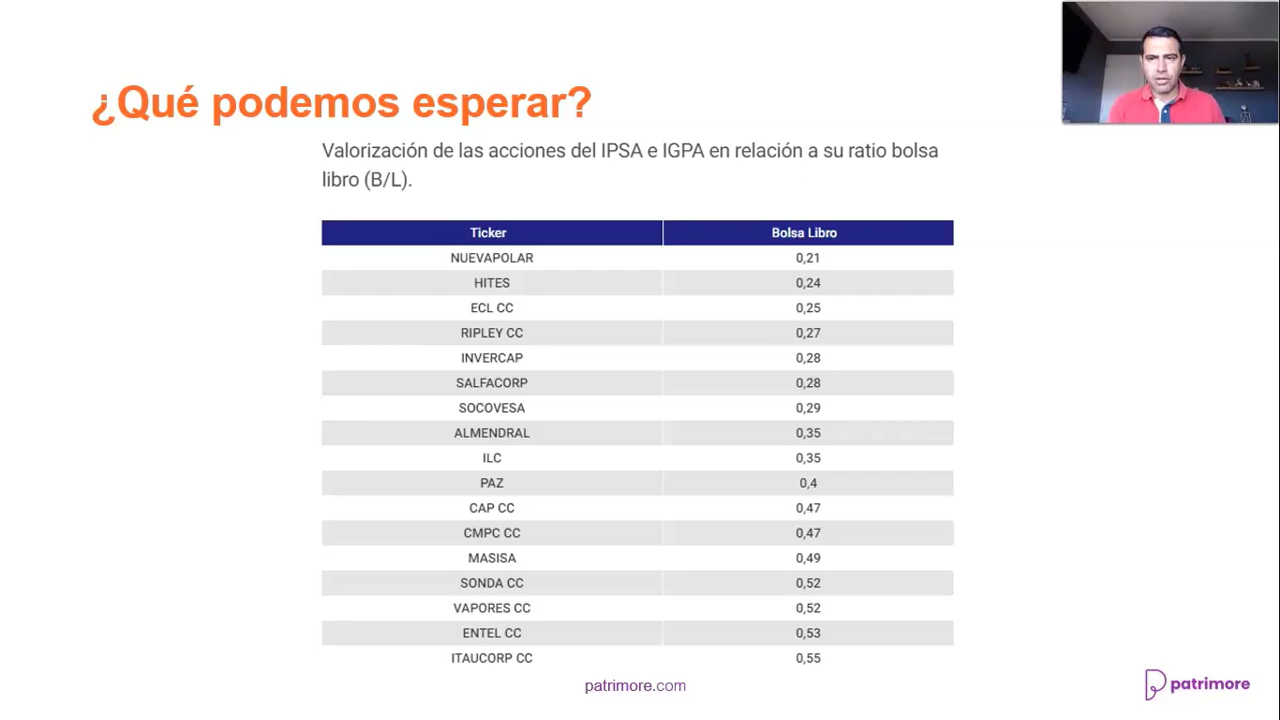 ¿Qué podemos esperar?
Valorización de las acciones del IPSA e IGPA en relación a su ratio bolsa
libro (B/L).
Ticker Bolsa Libro
NUEVAPOLAR 0,21
HITES 0,24
ECL CC 0,25
RIPLEY CC 0,27
INVERCAP 0,28
SALFACORP 0,28
SOCOVESA 0,29
ALMENDRAL 0,35
ILC 0,35
PAZ 0,4
CAP CC 0,47
CMPC CC 0,47
MASISA 0,49
SONDA CC 0,52
VAPORES CC 0,52
ENTEL CC 0,53
ITAUCORP CC 0,55
patrimore.com
patrimore